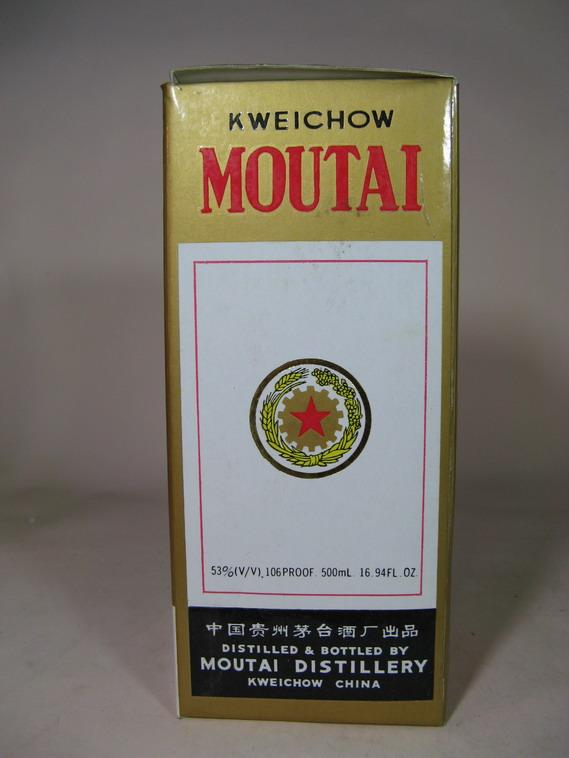 KWEICHOW
MOUTAI
53%(V/V). 106PROOF. 500mL. 16.94FL.OZ.
中国贵州茅台酒厂出品
DISTILLED & BOTTLED BY
MOUTAI DISTILLERY
KWEICHOW CHINA